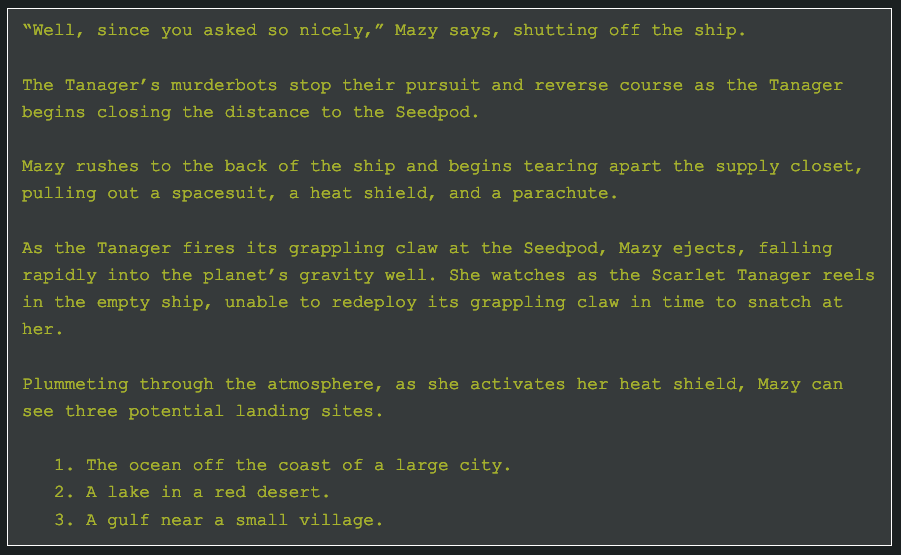 “Well, since you asked so nicely,” Mazy says, shutting off the ship.
The Tanager’s murderbots stop their pursuit and reverse course as the Tanager
begins closing the distance to the Seedpod.
Mazy rushes to the back of the ship and begins tearing apart the supply closet,
pulling out a spacesuit, a heat shield, and a parachute.
As the Tanager fires its grappling claw at the Seedpod, Mazy ejects, falling
rapidly into the planet’s gravity well. She watches as the Scarlet Tanager reels
in the empty ship, unable to redeploy its grappling claw in time to snatch at
her.
Plummeting through the atmosphere, as she activates her heat shield, Mazy can
see three potential landing sites.
1. The ocean off the coast of a large city.
2. A lake in a red desert.
3. A gulf near a small village.